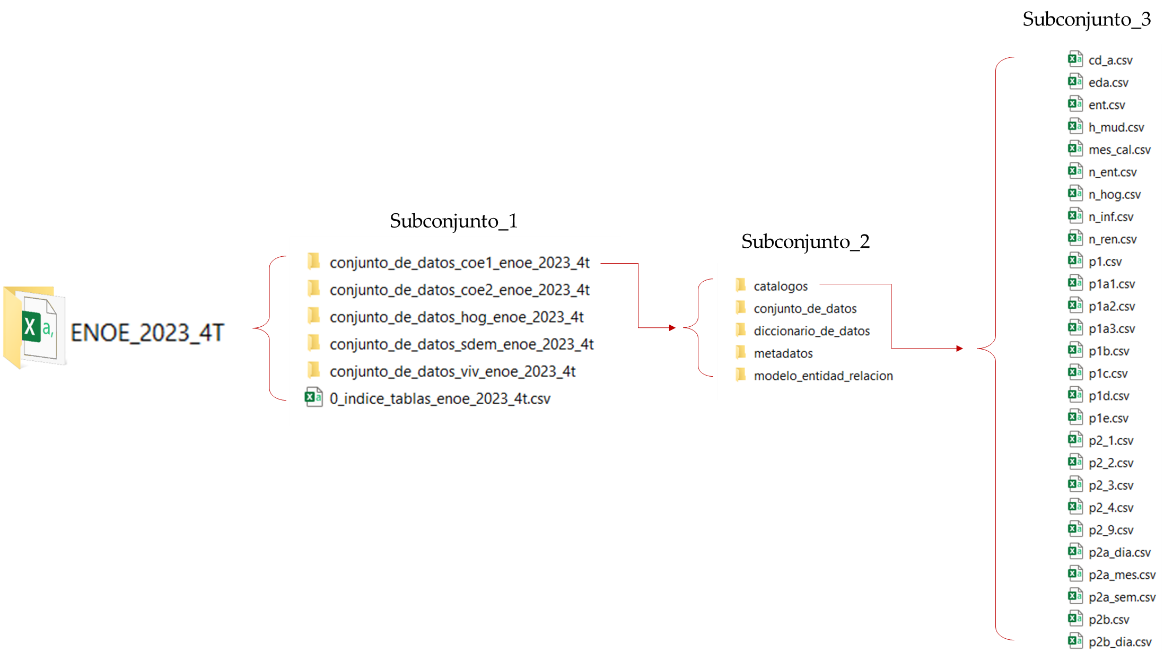 ENOE_2023_4T
Subconjunto_1
conjunto_de_datos_coe1_enoe_2023_4t
conjunto_de_datos_coe2_enoe_2023_4t
conjunto_de_datos_hog_enoe_2023_4t
conjunto_de_datos_sdem_enoe_2023_4t
conjunto_de_datos_viv_enoe_2023_4t
0_indice_tablas_enoe_2023_4t.csv
Subconjunto_2
catalogos
conjunto_de_datos
diccionario_de_datos
metadatos
modelo_entidad_relacion
Subconjunto_3
cd_a.csv
eda.csv
ent.csv
h_mud.csv
mes_cal.csv
n_ent.csv
n_hog.csv
n_inf.csv
n_ren.csv
p1.csv
p1a1.csv
p1a2.csv
p1a3.csv
p1b.csv
p1c.csv
p1d.csv
p1e.csv
p2_1.csv
p2_2.csv
p2_3.csv
p2_4.csv
p2_9.csv
p2a_dia.csv
p2a_mes.csv
p2a_sem.csv
p2b.csv
p2b_dia.csv